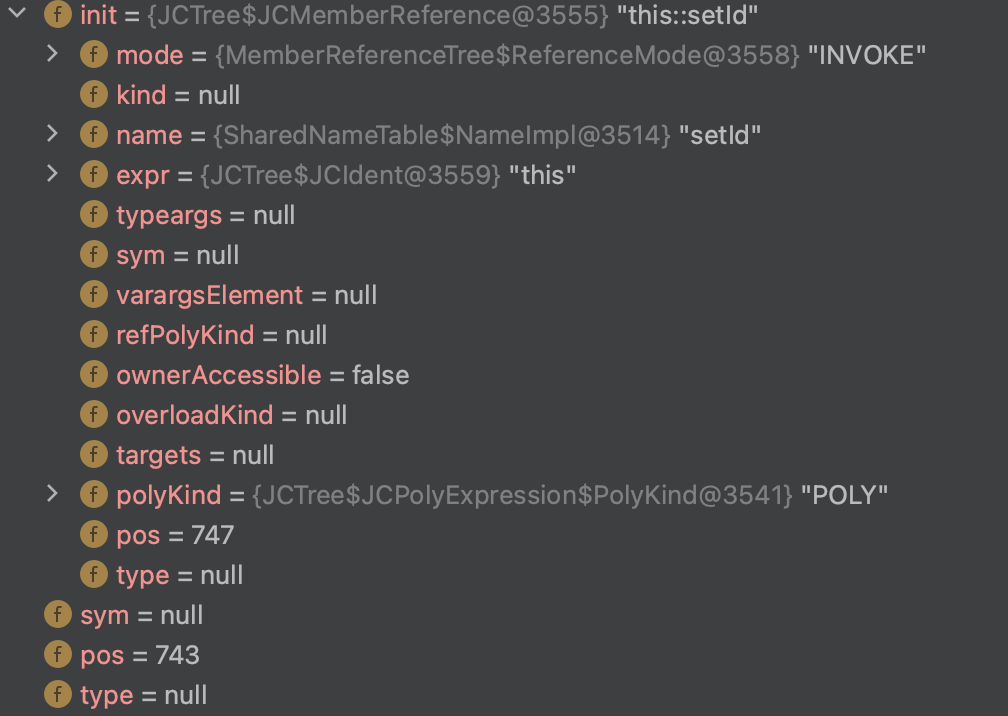 f init = {JCTree$JCMemberReference@3555} "this::setId"
f mode = {MemberReferenceTree$ReferenceMode@3558} "INVOKE"
f kind = null
f name = {SharedNameTable$NameImpl@3514} "setId"
f expr = {JCTree$JCIdent@3559} "this"
f typeargs = null
f sym = null
f varargsElement = null
f refPolyKind = null
f ownerAccessible = false
f overloadKind = null
f targets = null
f polyKind = {JCTree$JCPolyExpression$PolyKind@3541} "POLY"
f pos = 747
f type = null
f sym = null
f pos = 743
f type = null